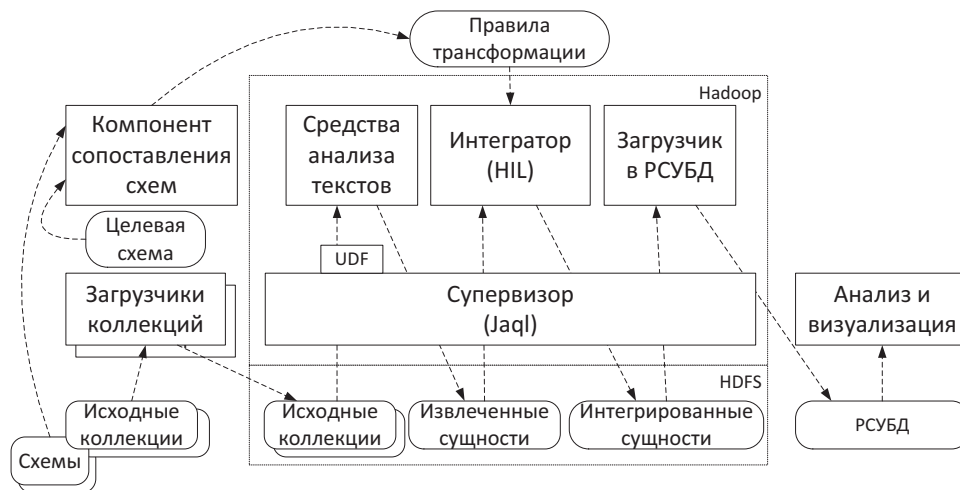 Правила
трансформации
Hadoop
Компонент
сопоставления
схем
Средства
анализа
текстов
Интегратор
(HIL)
Загрузчик
в РСУБД
Целевая
схема
UDF
Загрузчики
коллекций
Супервизор
(Jaql)
Анализ и
визуализация
HDFS
Исходные
коллекции
Исходные
коллекции
Извлеченные
сущности
Интегрированные
сущности
РСУБД
Схемы